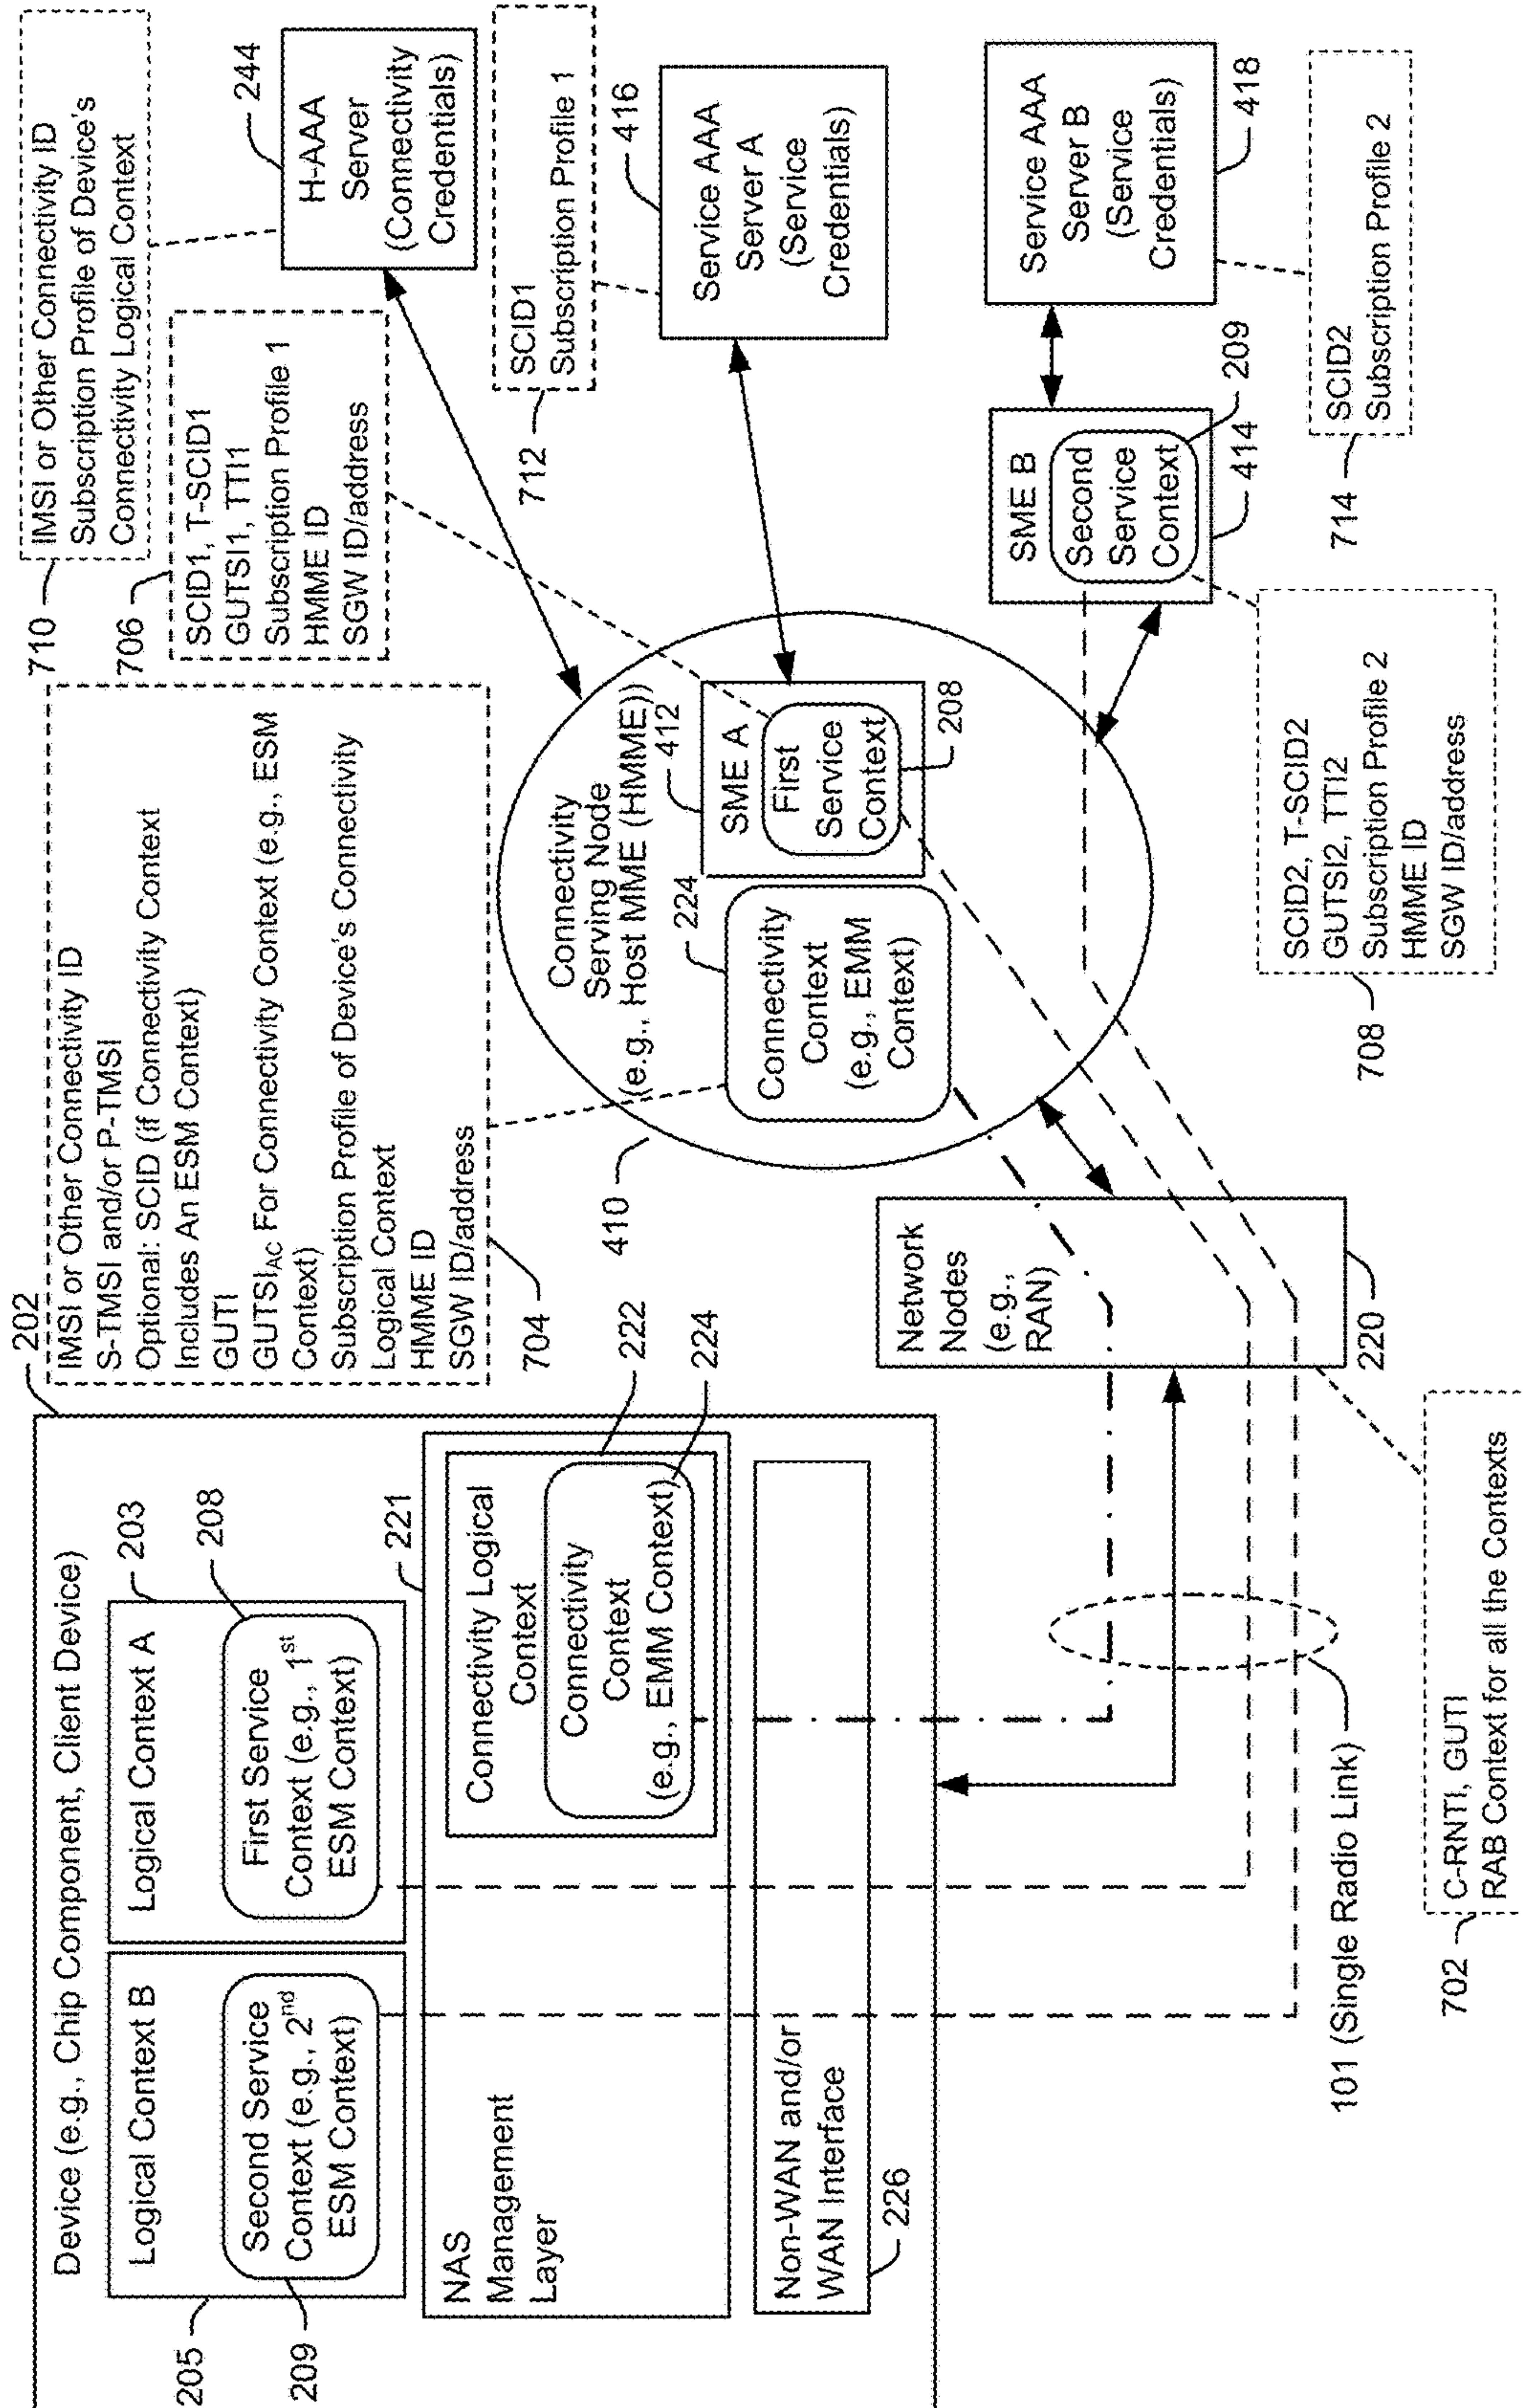 202
Device (e.g., Chip Component, Client Device)
Logical Context B
Second Service
Context (e.g., 2nd
ESM Context)
205
209
Logical Context A
First Service
Context (e.g., 1st
ESM Context)
203
208
221
NAS
Management
Layer
Connectivity Logical
Context
Connectivity
Context
(e.g., EMM Context)
222
224
Non-WAN and/or
WAN Interface
226
101 (Single Radio Link)
702
C-RNTI, GUTI
RAB Context for all the Contexts
IMSI or Other Connectivity ID
S-TMSI and/or P-TMSI
Optional: SCID (if Connectivity Context
Includes An ESM Context)
GUTI
GUTSIAC For Connectivity Context (e.g., ESM
Context)
Subscription Profile of Device's Connectivity
Logical Context
HMME ID
SGW ID/address
704
Network
Nodes
(e.g.,
RAN)
220
410
Connectivity
Serving Node
(e.g., Host MME (HMME))
224
Connectivity
Context
(e.g., EMM
Context)
412
SME A
First
Service
Context
208
710
IMSI or Other Connectivity ID
Subscription Profile of Device's
Connectivity Logical Context
706
SCID1, T-SCID1
GUTSI1, TTI1
Subscription Profile 1
HMME ID
SGW ID/address
244
H-AAA
Server
(Connectivity
Credentials)
712
SCID1
Subscription Profile 1
416
Service AAA
Server A
(Service
Credentials)
SME B
Second
Service
Context
209
414
Service AAA
Server B
(Service
Credentials)
418
708
SCID2, T-SCID2
GUTSI2, TTI2
Subscription Profile 2
HMME ID
SGW ID/address
714
SCID2
Subscription Profile 2